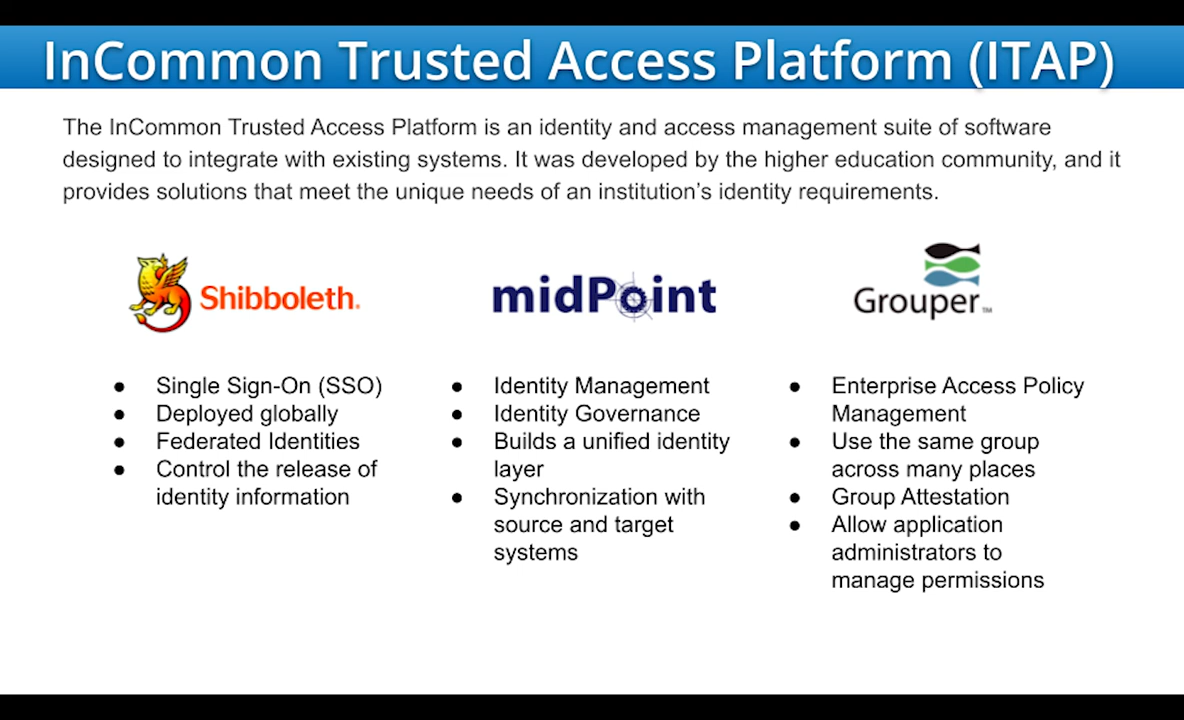 InCommon Trusted Access Platform (ITAP)
The InCommon Trusted Access Platform is an identity and access management suite of software
designed to integrate with existing systems. It was developed by the higher education community, and it
provides solutions that meet the unique needs of an institution’s identity requirements.
Shibboleth®
● Single Sign-On (SSO)
● Deployed globally
● Federated Identities
● Control the release of
identity information
midPoint
● Identity Management
● Identity Governance
● Builds a unified identity
layer
● Synchronization with
source and target
systems
Grouper™
● Enterprise Access Policy
Management
● Use the same group
across many places
● Group Attestation
● Allow application
administrators to
manage permissions